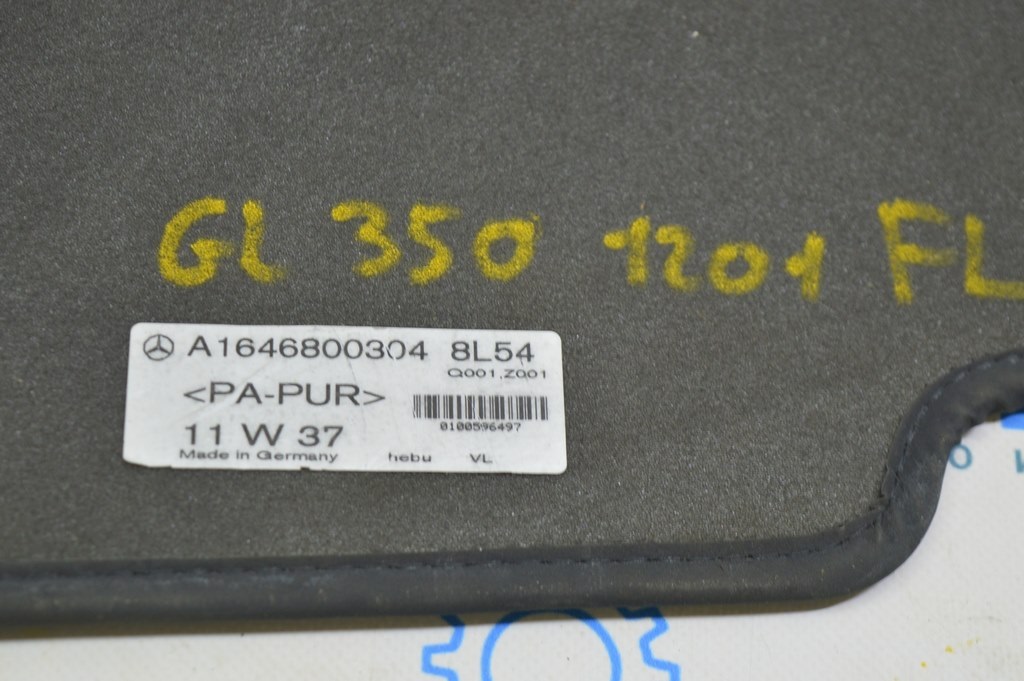 GL 350 1201 FL
A1646800304 8L54
Q001,Z001
<PA-PUR>
0100596497
11 W 37
Made in Germany hebu VL